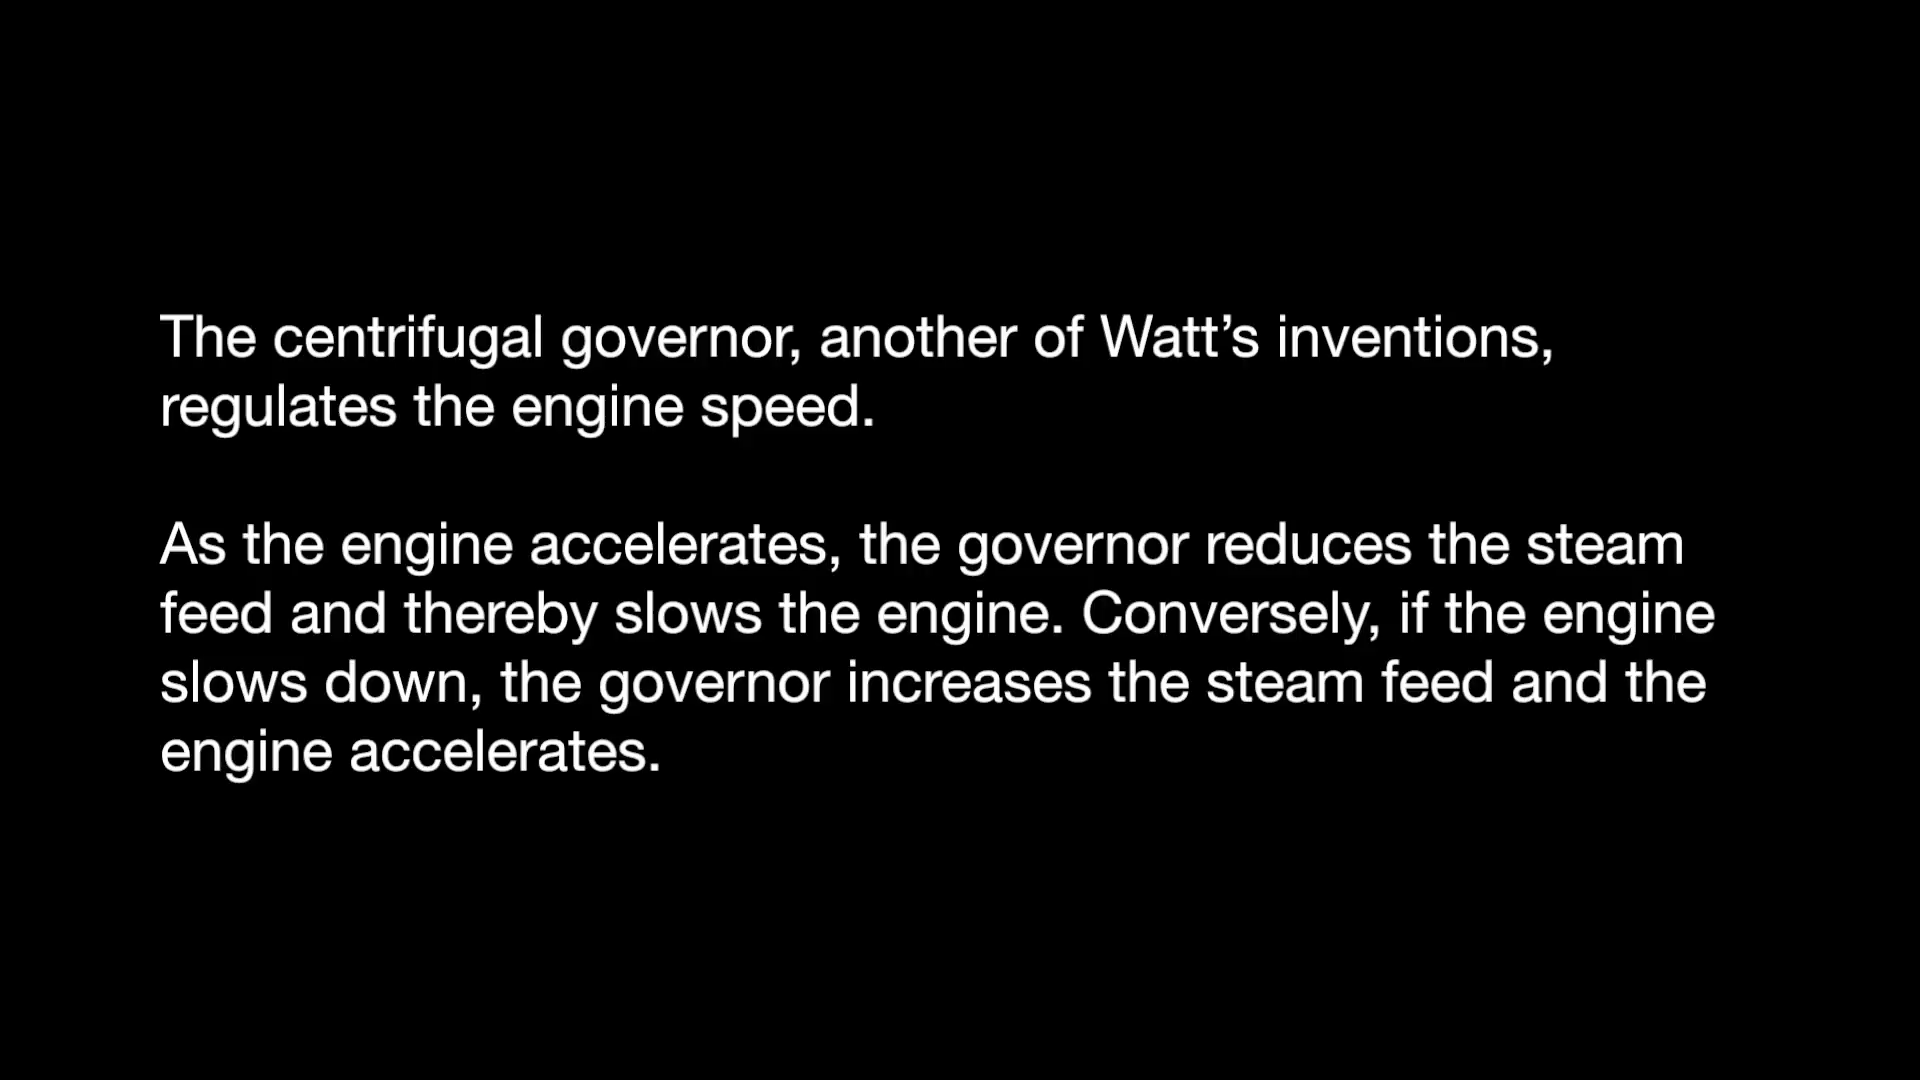 The centrifugal governor, another of Watt’s inventions,
regulates the engine speed.
As the engine accelerates, the governor reduces the steam
feed and thereby slows the engine. Conversely, if the engine
slows down, the governor increases the steam feed and the
engine accelerates.